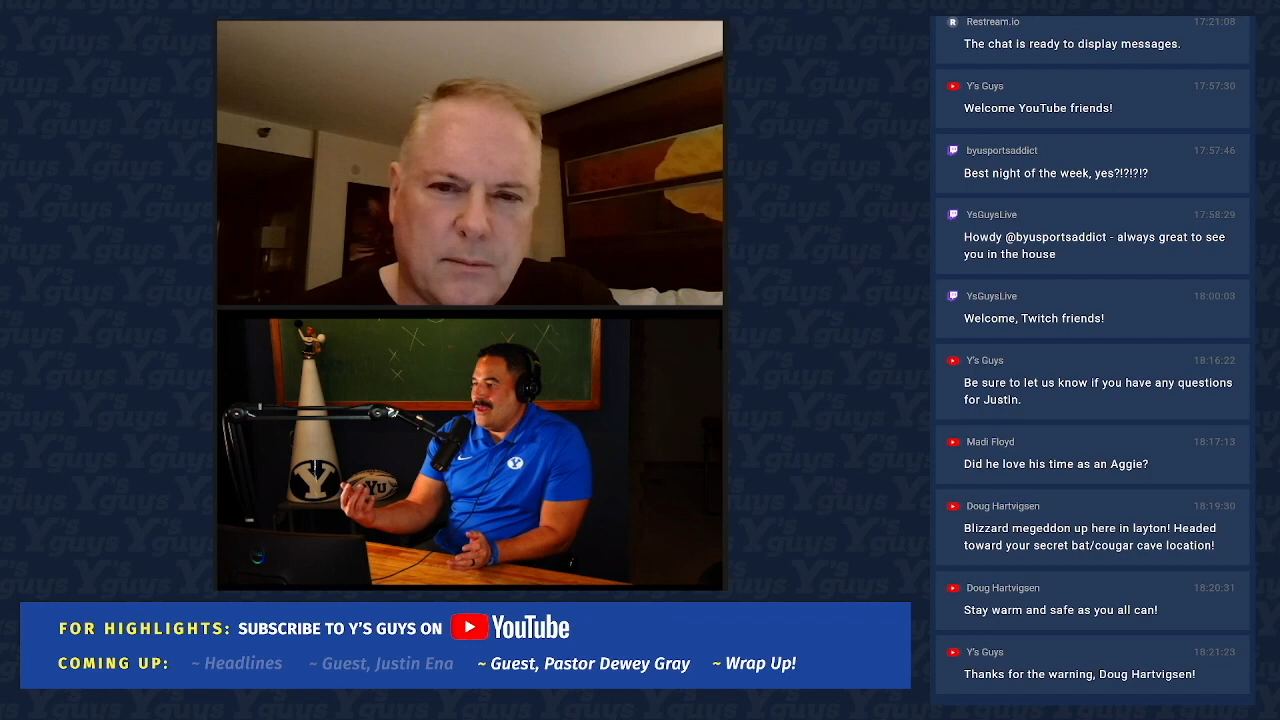 Restream.io 17:21:08
The chat is ready to display messages.
Y's Guys 17:57:30
Welcome YouTube friends!
byusportsaddict 17:57:46
Best night of the week, yes?!?!?!?
YsGuysLive 17:58:29
Howdy @byusportsaddict - always great to see
you in the house
YsGuysLive 18:00:03
Welcome, Twitch friends!
Y's Guys 18:16:22
Be sure to let us know if you have any questions
for Justin.
Madi Floyd 18:17:13
Did he love his time as an Aggie?
Doug Hartvigsen 18:19:30
Blizzard megeddon up here in layton! Headed
toward your secret bat/cougar cave location!
Doug Hartvigsen 18:20:31
Stay warm and safe as you all can!
Y's Guys 18:21:23
Thanks for the warning, Doug Hartvigsen!
Y
Y
YU
FOR HIGHLIGHTS: SUBSCRIBE TO Y'S GUYS ON YouTube
COMING UP: ~ Headlines ~ Guest, Justin Ena ~ Guest, Pastor Dewey Gray ~ Wrap Up!